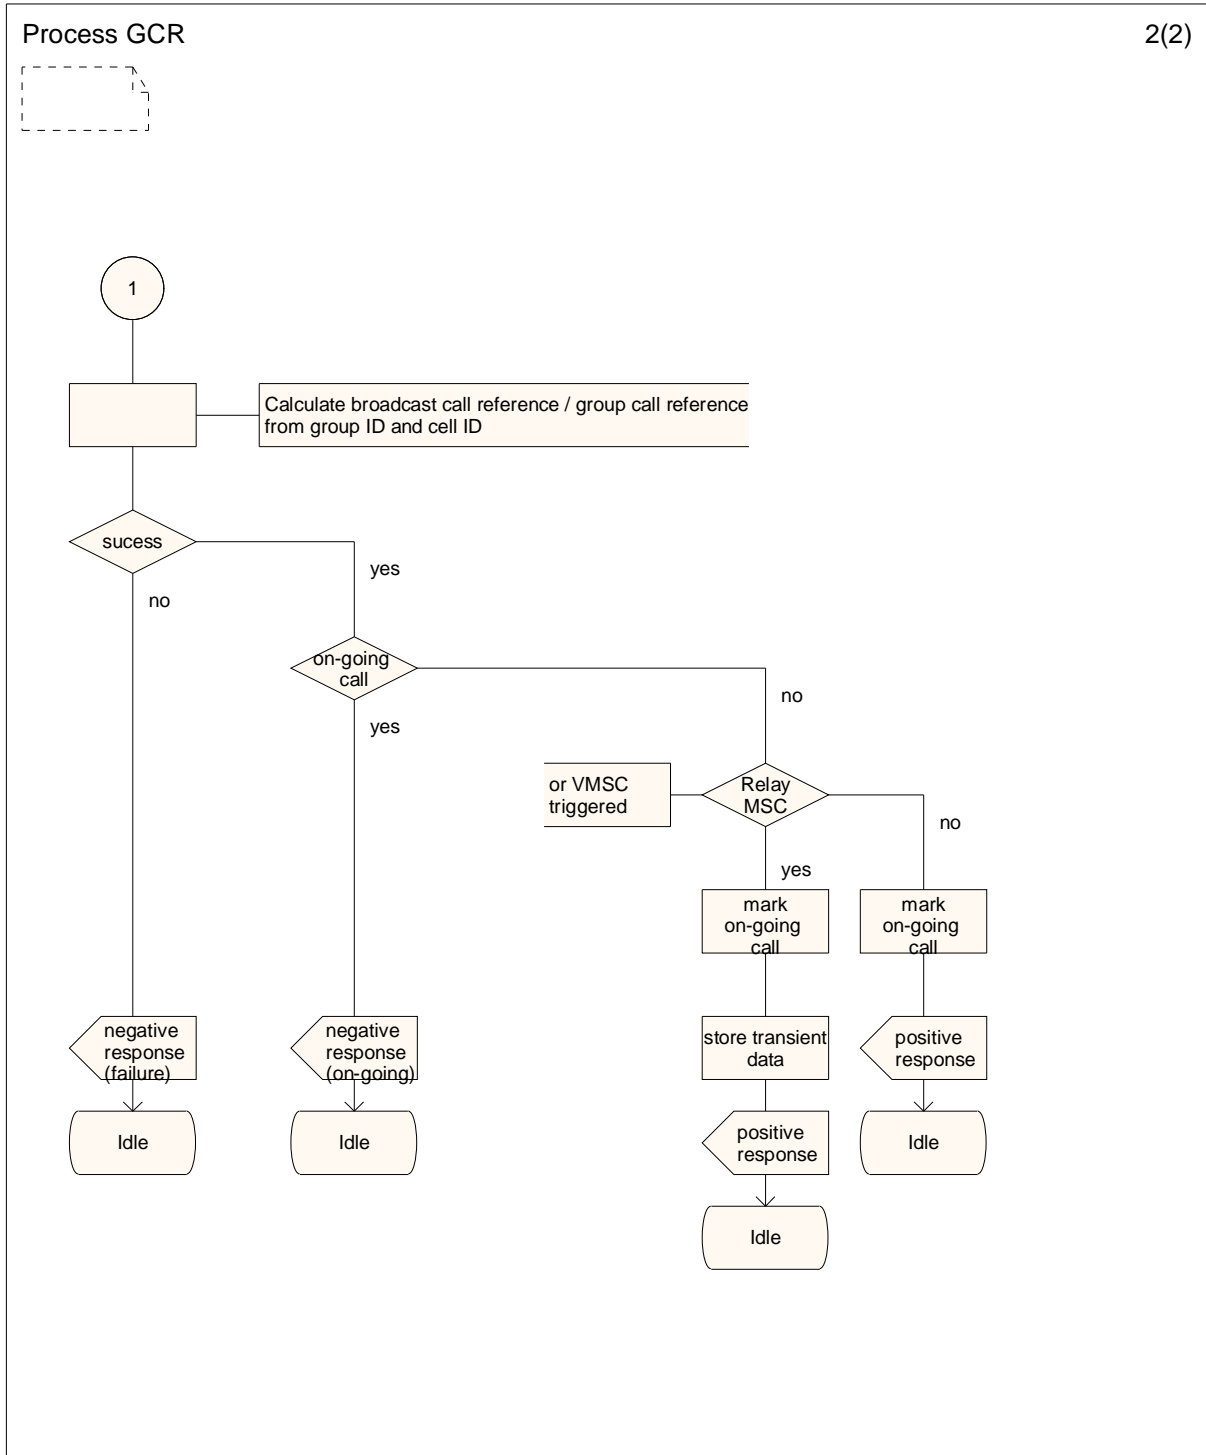 Process GCR
2(2)
1
Calculate broadcast call reference / group call reference
from group ID and cell ID
sucess
yes
no
on-going
call
no
yes
or VMSC
triggered
Relay
MSC
no
yes
mark
on-going
call
mark
on-going
call
negative
response
(failure)
negative
response
(on-going)
store transient
data
positive
response
Idle
Idle
positive
response
Idle
Idle